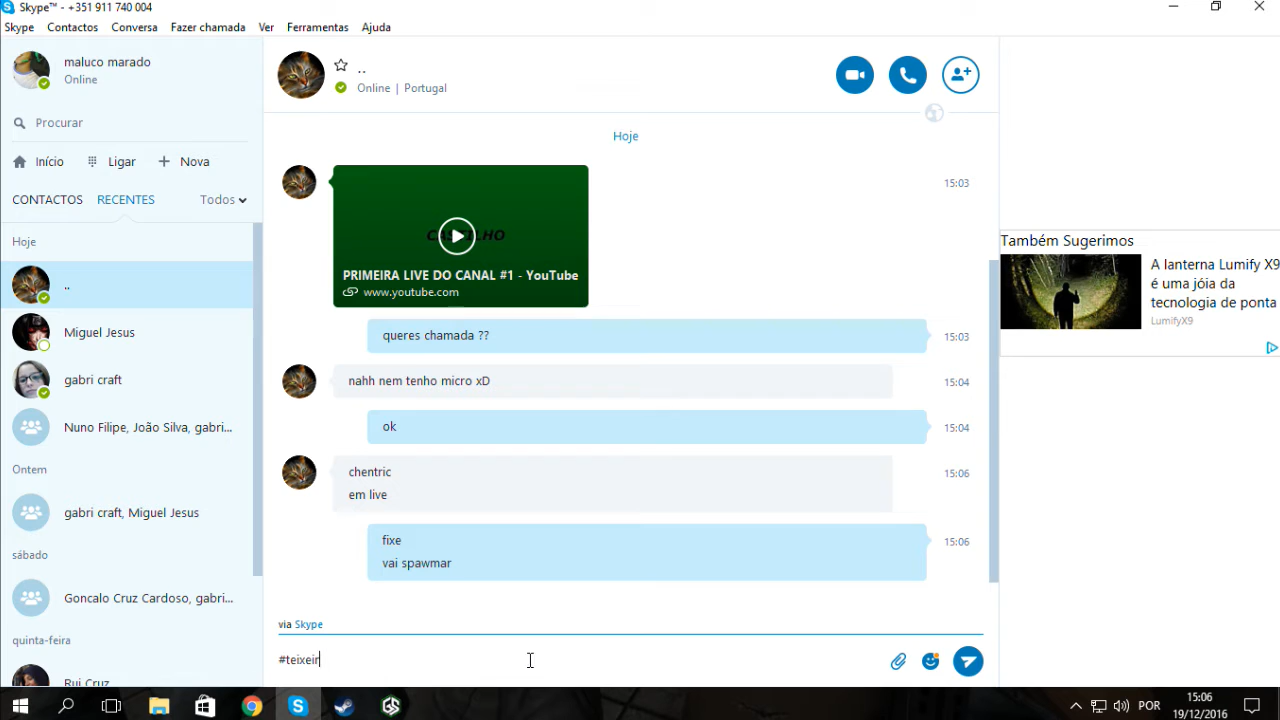 Skype™ - +351 911 740 004
Skype Contactos Conversa Fazer chamada Ver Ferramentas Ajuda
maluco marado
Online
Procurar
Início Ligar Nova
CONTACTOS RECENTES Todos
Hoje
..
Miguel Jesus
gabri craft
Nuno Filipe, João Silva, gabri...
Ontem
gabri craft, Miguel Jesus
sábado
Goncalo Cruz Cardoso, gabri...
quinta-feira
Rui Cruz
..
Online | Portugal
Hoje
CASTILHO
PRIMEIRA LIVE DO CANAL #1 - YouTube
www.youtube.com
15:03
queres chamada ??
15:03
nahh nem tenho micro xD
15:04
ok
15:04
chentric
em live
15:06
fixe
vai spawmar
15:06
via Skype
#teixeir
Também Sugerimos
A lanterna Lumify X9
é uma jóia da
tecnologia de ponta
LumifyX9
POR
15:06
19/12/2016